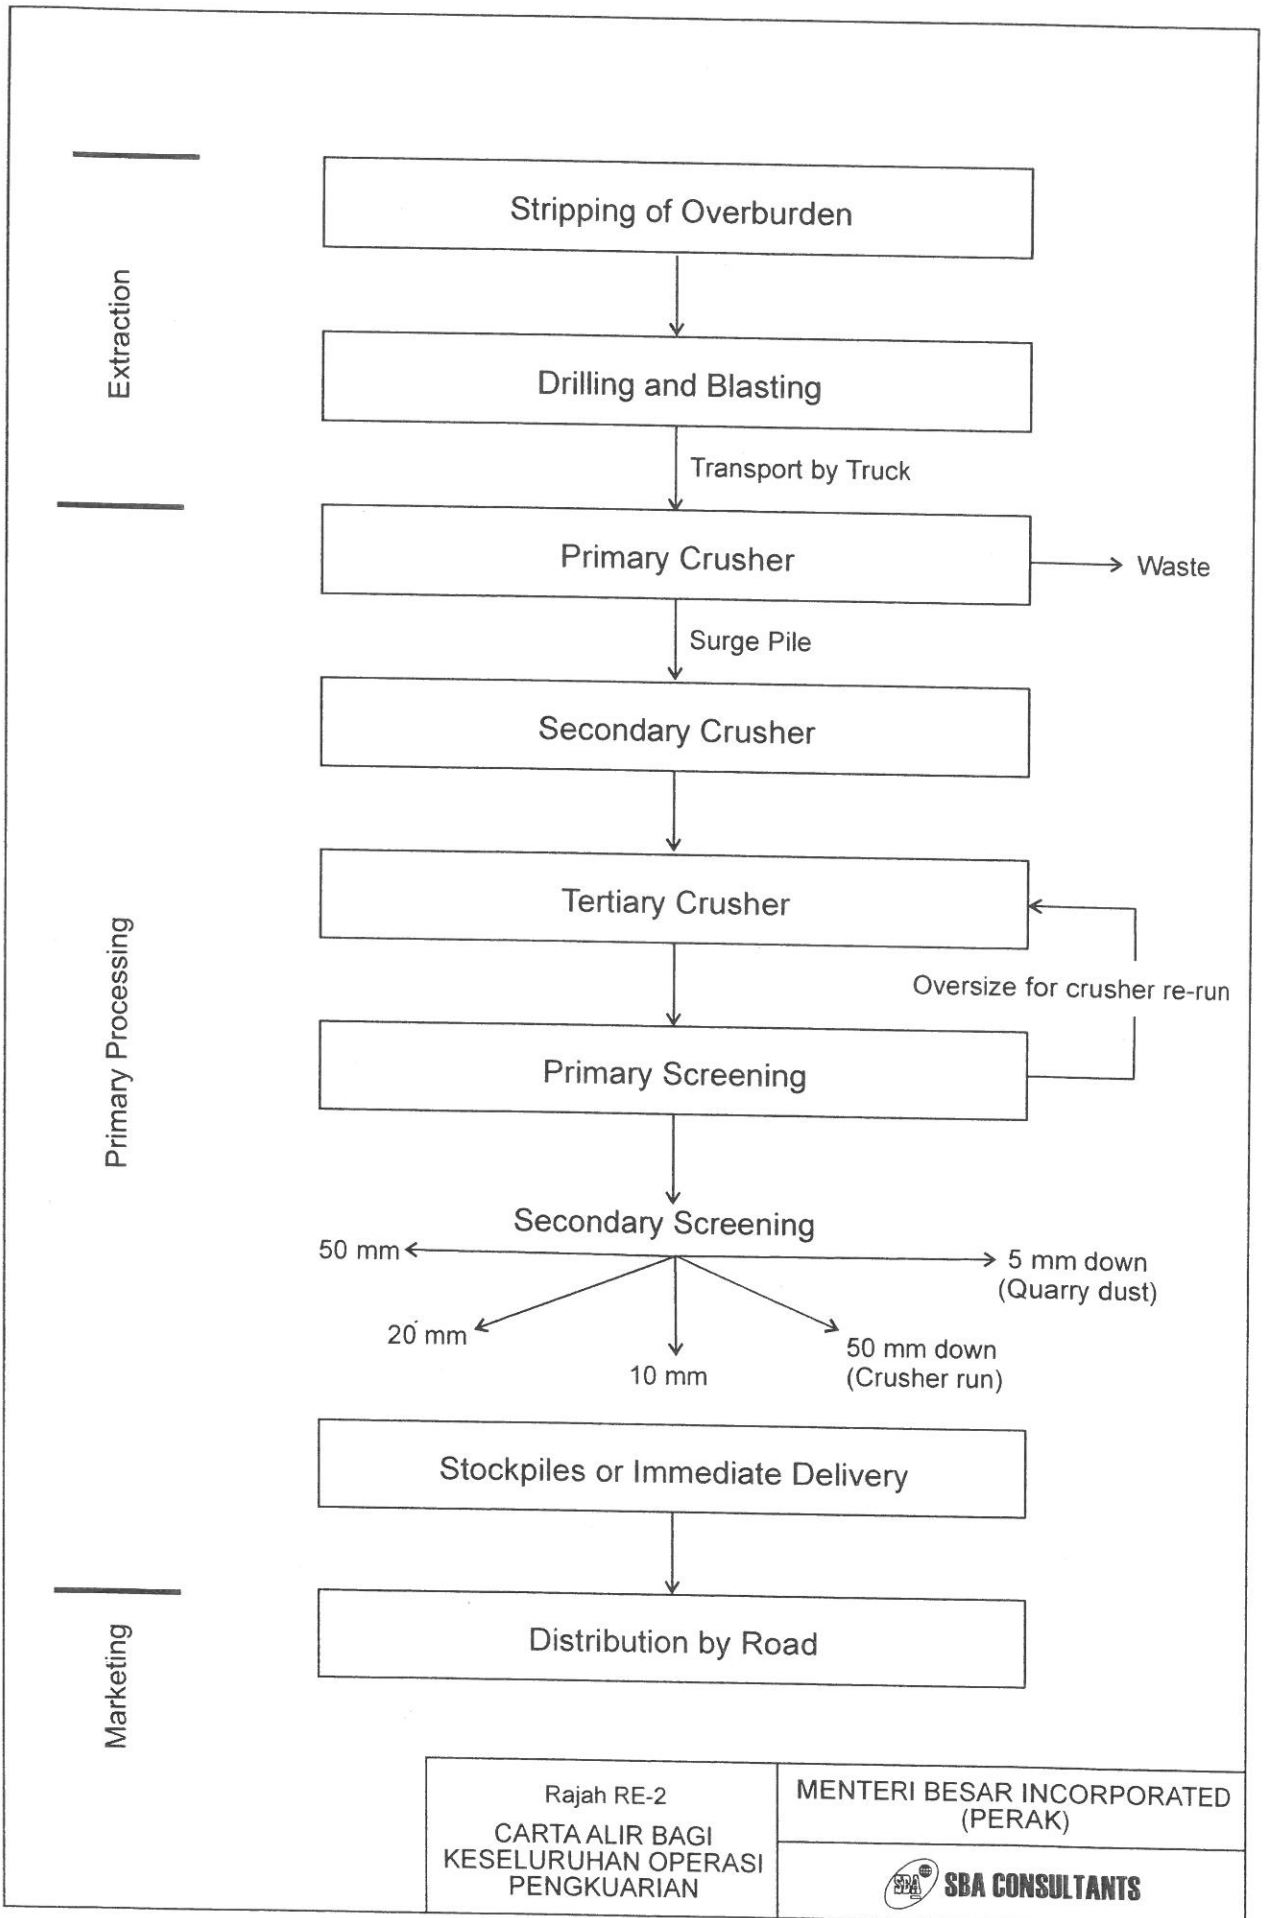 Stripping of Overburden
Extraction
Drilling and Blasting
Transport by Truck
Primary Crusher
Waste
Surge Pile
Secondary Crusher
Tertiary Crusher
Primary Processing
Oversize for crusher re-run
Primary Screening
Secondary Screening
50 mm
5 mm down
(Quarry dust)
20 mm
10 mm
50 mm down
(Crusher run)
Stockpiles or Immediate Delivery
Marketing
Distribution by Road
Rajah RE-2
CARTA ALIR BAGI
KESELURUHAN OPERASI
PENGKUARIAN
MENTERI BESAR INCORPORATED
(PERAK)
SBA
SBA CONSULTANTS